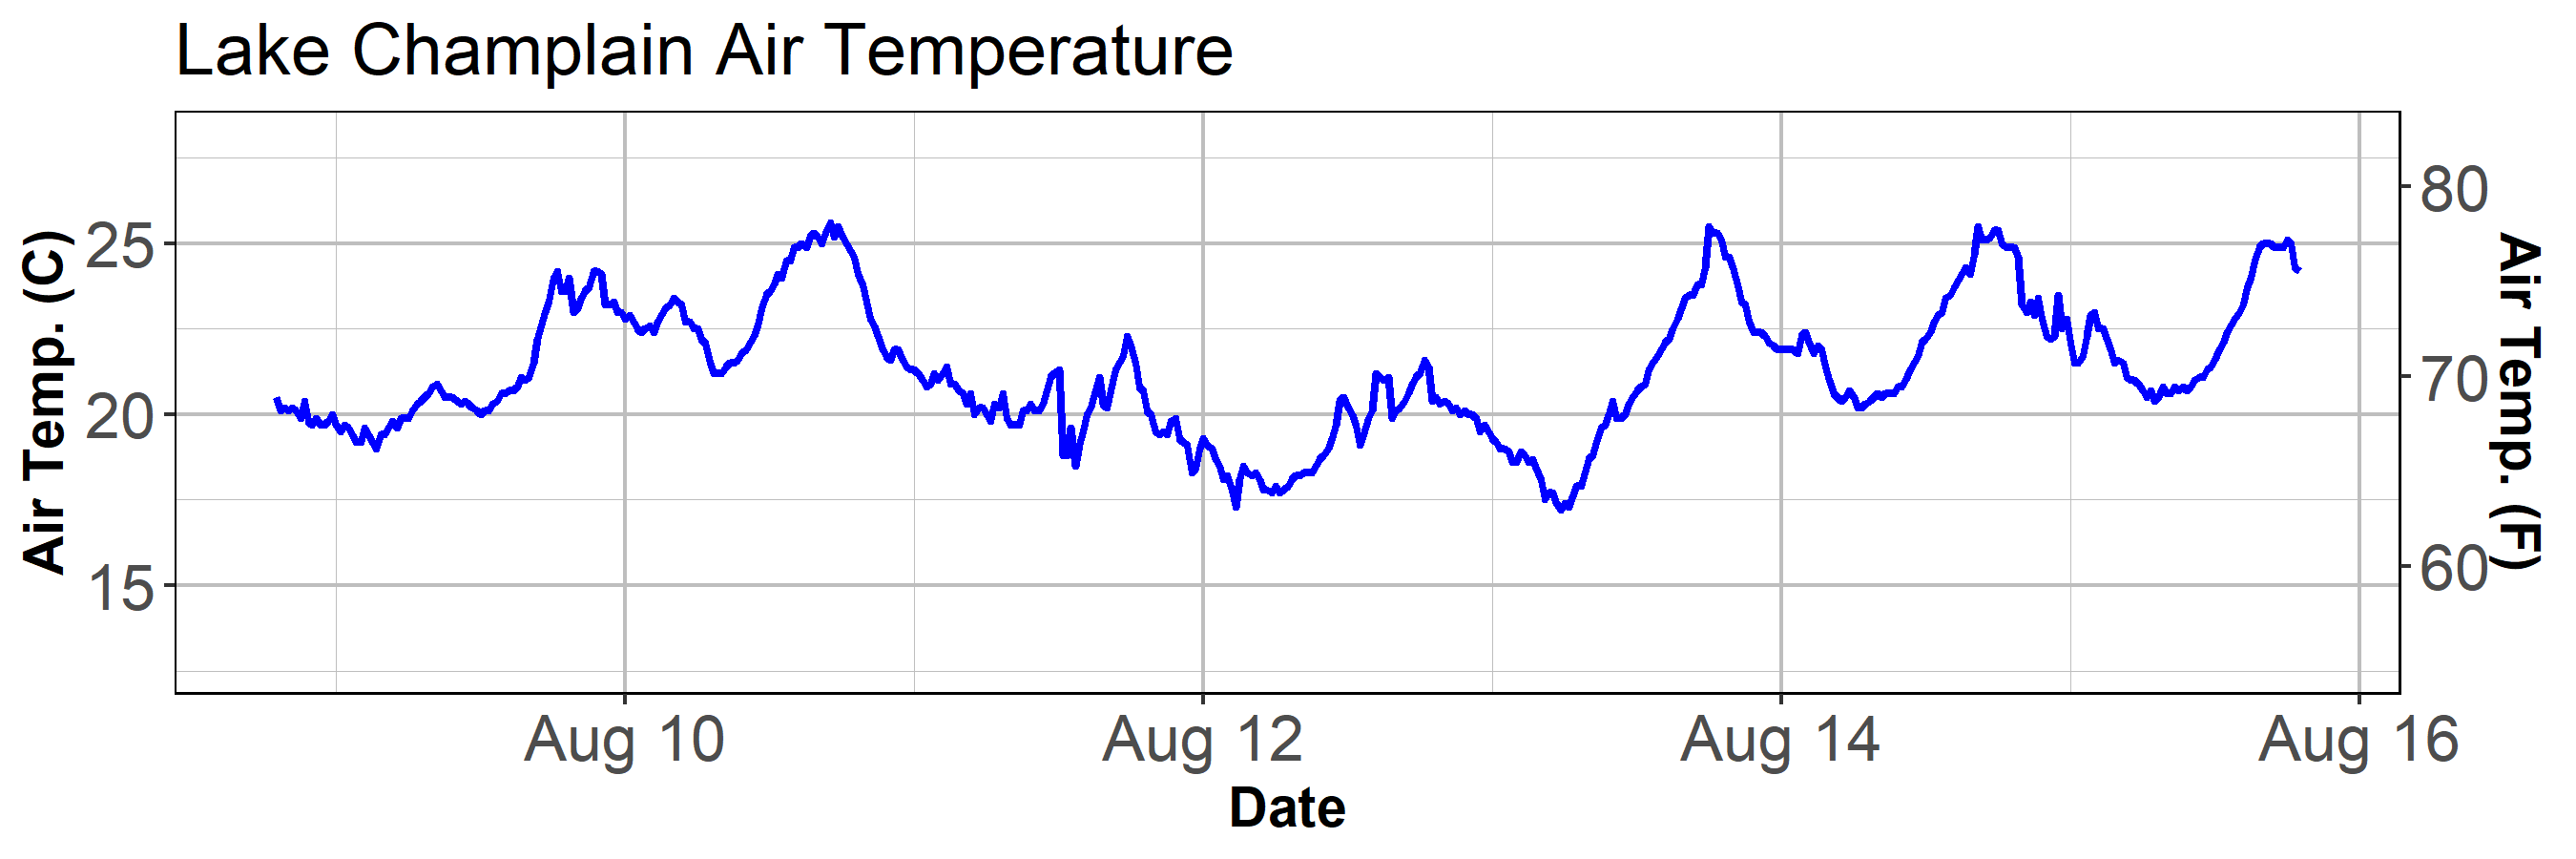 Lake Champlain Air Temperature
Air Temp. (C)
25
20
15
80
70
60
Air Temp. (F)
Aug 10
Aug 12
Aug 14
Aug 16
Date